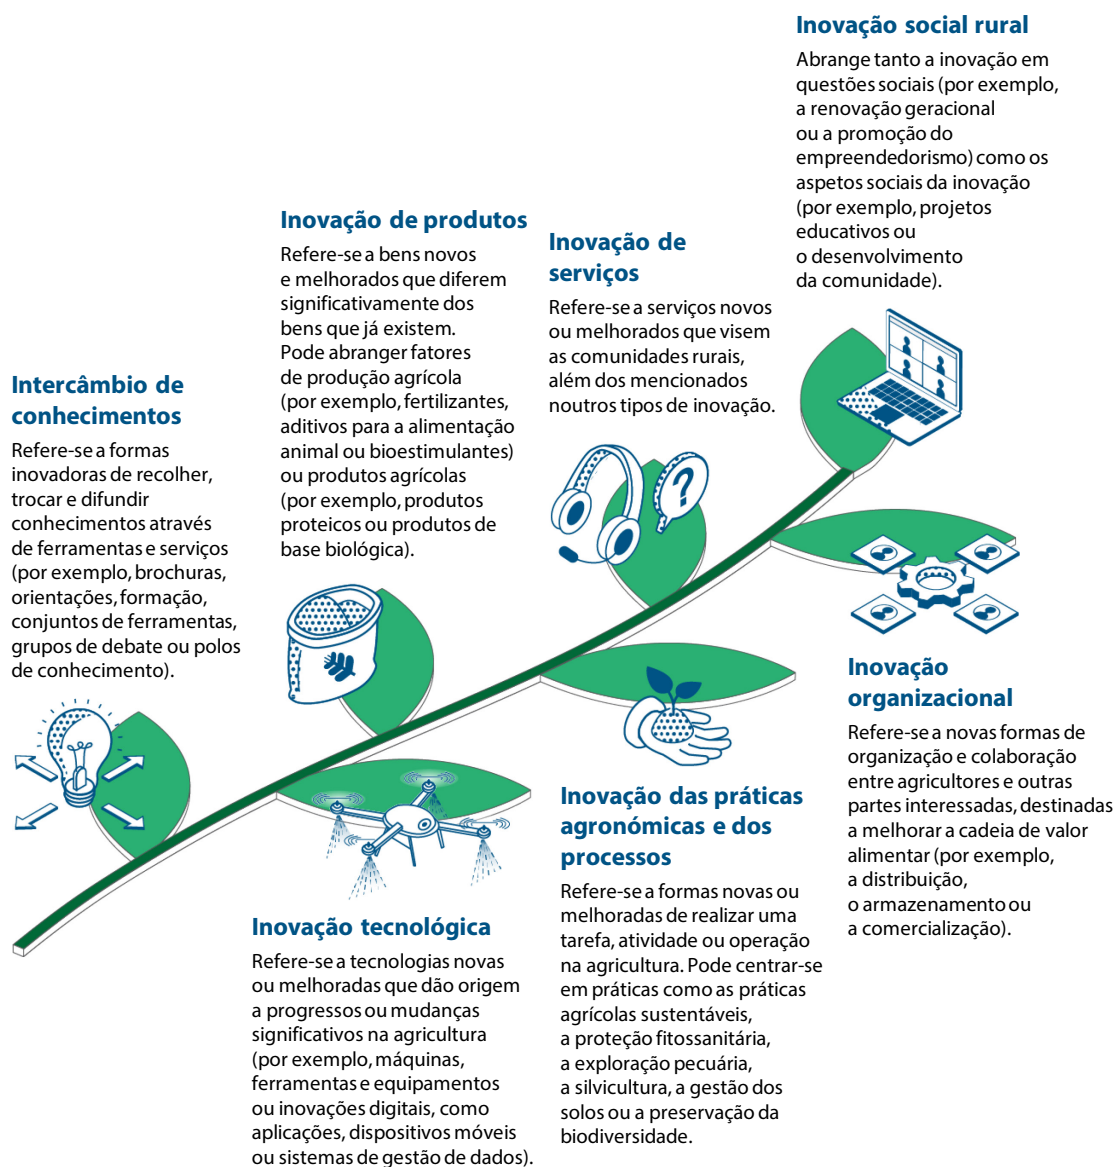 Inovação social rural
Abrange tanto a inovação em
questões sociais (por exemplo,
a renovação geracional
ou a promoção do
empreendedorismo) como os
aspetos sociais da inovação
(por exemplo, projetos
educativos ou
o desenvolvimento
da comunidade).
Inovação de produtos
Refere-se a bens novos
e melhorados que diferem
significativamente dos
bens que já existem.
Pode abranger fatores
de produção agrícola
(por exemplo, fertilizantes,
aditivos para a alimentação
animal ou bioestimulantes)
ou produtos agrícolas
(por exemplo, produtos
proteicos ou produtos de
base biológica).
Inovação de
serviços
Refere-se a serviços novos
ou melhorados que visem
as comunidades rurais,
além dos mencionados
noutros tipos de inovação.
Intercâmbio de
conhecimentos
Refere-se a formas
inovadoras de recolher,
trocar e difundir
conhecimentos através
de ferramentas e serviços
(por exemplo, brochuras,
orientações, formação,
conjuntos de ferramentas,
grupos de debate ou polos
de conhecimento).
?
Inovação
organizacional
Refere-se a novas formas de
organização e colaboração
entre agricultores e outras
partes interessadas, destinadas
a melhorar a cadeia de valor
alimentar (por exemplo,
a distribuição,
o armazenamento ou
a comercialização).
Inovação das práticas
agronómicas e dos
processos
Refere-se a formas novas ou
melhoradas de realizar uma
tarefa, atividade ou operação
na agricultura. Pode centrar-se
em práticas como as práticas
agrícolas sustentáveis,
a proteção fitossanitária,
a exploração pecuária,
a silvicultura, a gestão dos
solos ou a preservação da
biodiversidade.
Inovação tecnológica
Refere-se a tecnologias novas
ou melhoradas que dão origem
a progressos ou mudanças
significativos na agricultura
(por exemplo, máquinas,
ferramentas e equipamentos
ou inovações digitais, como
aplicações, dispositivos móveis
ou sistemas de gestão de dados).